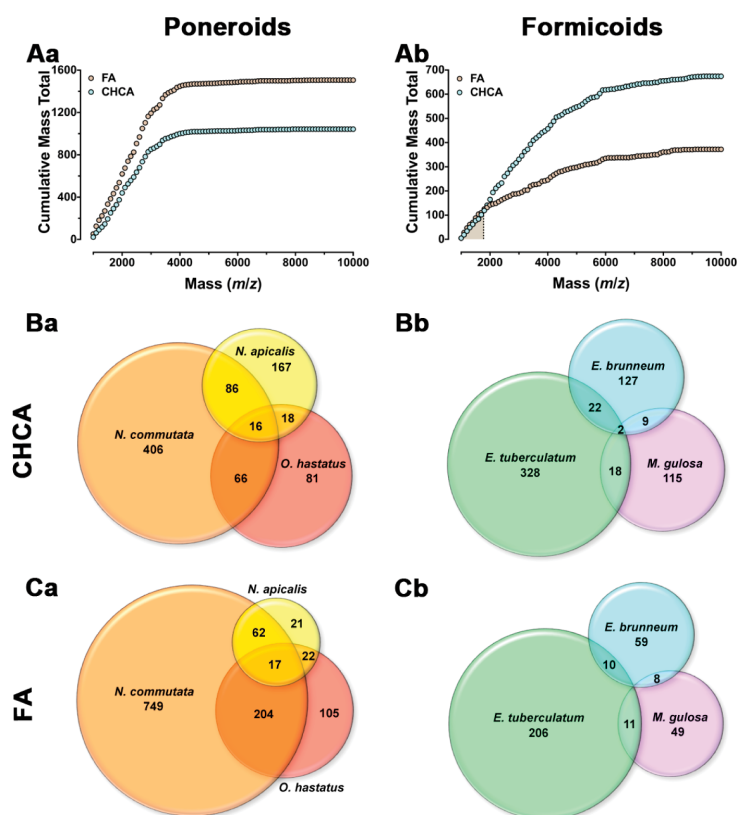 Poneroids
Formicoids
Aa
Cumulative Mass Total
1600
1200
800
400
0
FA
CHCA
2000
4000
6000
8000
10000
Mass (m/z)
Ab
Cumulative Mass Total
700
600
500
400
300
200
100
0
FA
CHCA
2000
4000
6000
8000
10000
Mass (m/z)
CHCA
Ba
N. apicalis
167
86
16
18
N. commutata
406
O. hastatus
81
66
Bb
E. brunneum
127
22
2
9
E. tuberculatum
328
18
M. gulosa
115
FA
Ca
N. apicalis
62
21
22
17
N. commutata
749
204
105
O. hastatus
Cb
E. brunneum
59
10
8
E. tuberculatum
206
11
M. gulosa
49